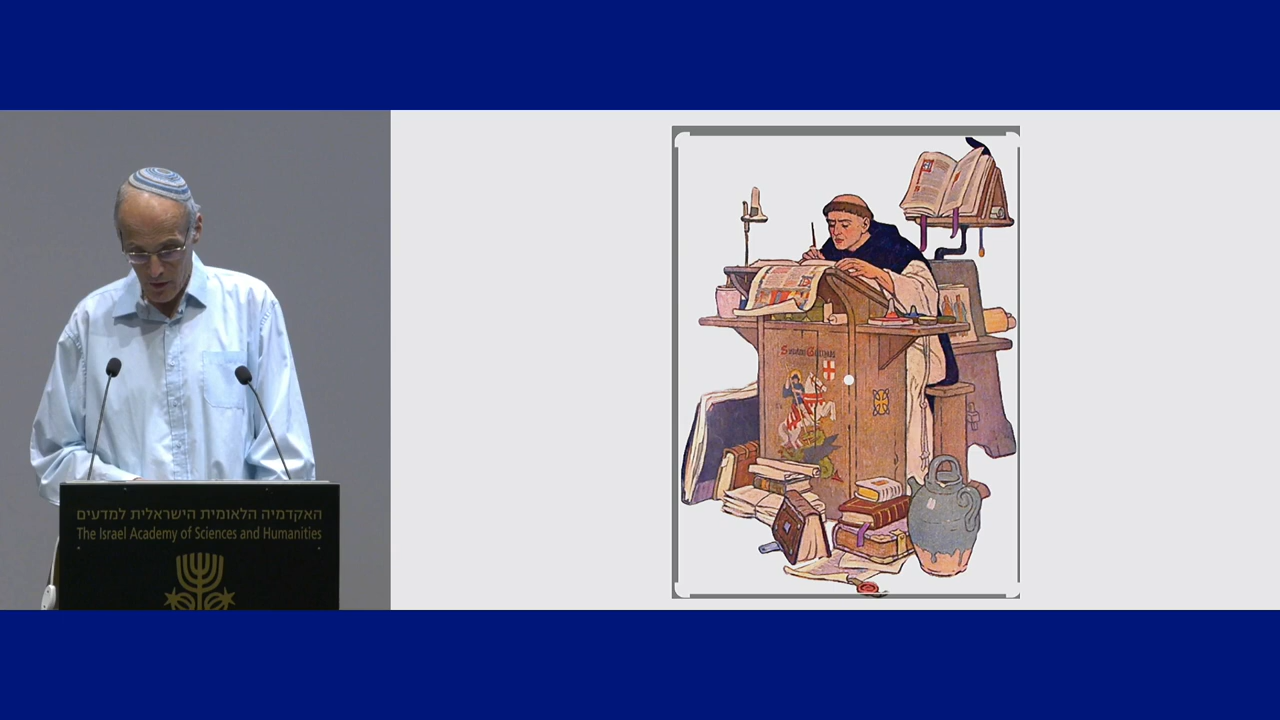 האקדמיה הלאומית הישראלית למדעים
The Israel Academy of Sciences and Humanities